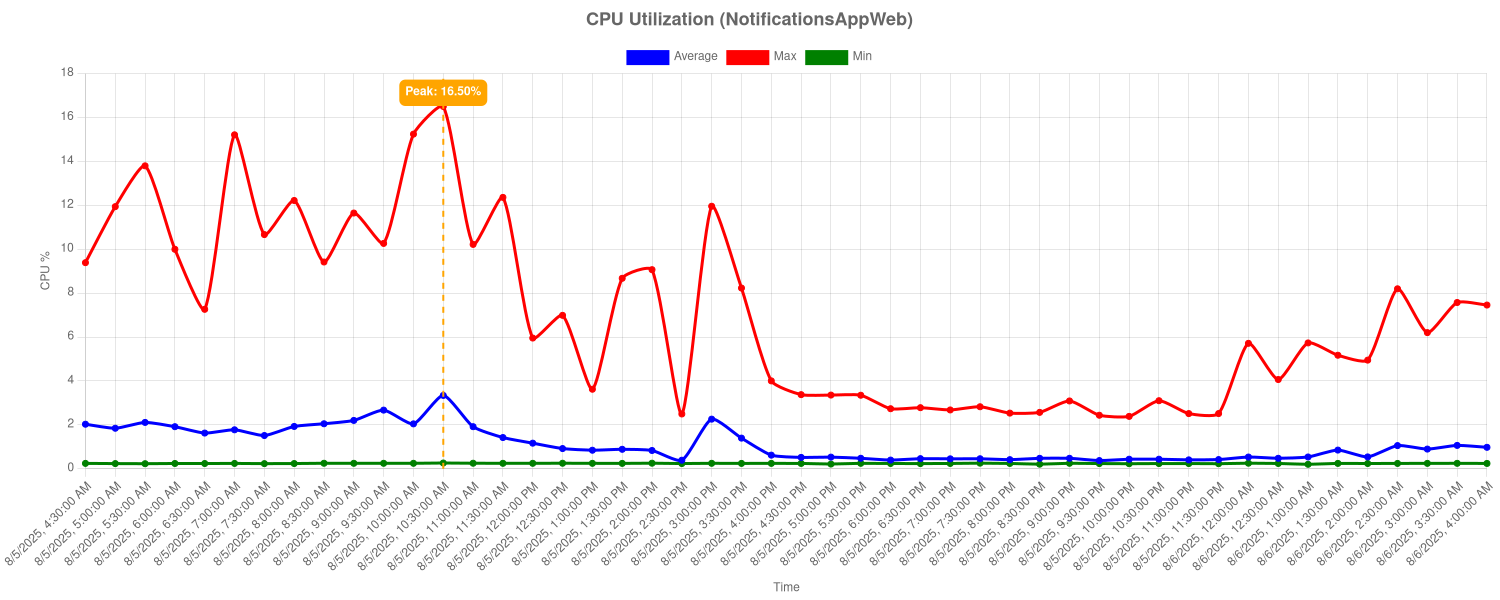 CPU Utilization (NotificationsAppWeb)
Average
Max
Min
Peak: 16.50%
18
16
14
12
10
8
6
4
2
0
CPU %
8/5/2025, 4:30:00 AM
8/5/2025, 5:00:00 AM
8/5/2025, 5:30:00 AM
8/5/2025, 6:00:00 AM
8/5/2025, 6:30:00 AM
8/5/2025, 7:00:00 AM
8/5/2025, 7:30:00 AM
8/5/2025, 8:00:00 AM
8/5/2025, 8:30:00 AM
8/5/2025, 9:00:00 AM
8/5/2025, 9:30:00 AM
8/5/2025, 10:00:00 AM
8/5/2025, 10:30:00 AM
8/5/2025, 11:00:00 AM
8/5/2025, 11:30:00 AM
8/5/2025, 12:00:00 PM
8/5/2025, 12:30:00 PM
8/5/2025, 1:00:00 PM
8/5/2025, 1:30:00 PM
8/5/2025, 2:00:00 PM
8/5/2025, 2:30:00 PM
8/5/2025, 3:00:00 PM
8/5/2025, 3:30:00 PM
8/5/2025, 4:00:00 PM
8/5/2025, 4:30:00 PM
8/5/2025, 5:00:00 PM
8/5/2025, 5:30:00 PM
8/5/2025, 6:00:00 PM
8/5/2025, 6:30:00 PM
8/5/2025, 7:00:00 PM
8/5/2025, 7:30:00 PM
8/5/2025, 8:00:00 PM
8/5/2025, 8:30:00 PM
8/5/2025, 9:00:00 PM
8/5/2025, 9:30:00 PM
8/5/2025, 10:00:00 PM
8/5/2025, 10:30:00 PM
8/5/2025, 11:00:00 PM
8/5/2025, 11:30:00 PM
8/6/2025, 12:00:00 AM
8/6/2025, 12:30:00 AM
8/6/2025, 1:00:00 AM
8/6/2025, 1:30:00 AM
8/6/2025, 2:00:00 AM
8/6/2025, 2:30:00 AM
8/6/2025, 3:00:00 AM
8/6/2025, 3:30:00 AM
8/6/2025, 4:00:00 AM
Time